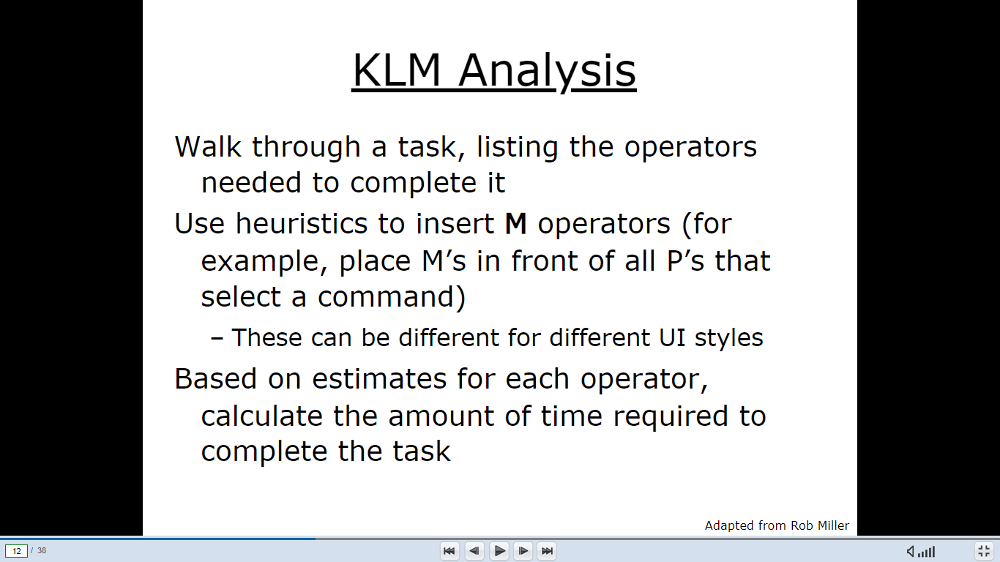 KLM Analysis
Walk through a task, listing the operators
needed to complete it
Use heuristics to insert M operators (for
example, place M’s in front of all P’s that
select a command)
– These can be different for different UI styles
Based on estimates for each operator,
calculate the amount of time required to
complete the task
Adapted from Rob Miller
12 / 38